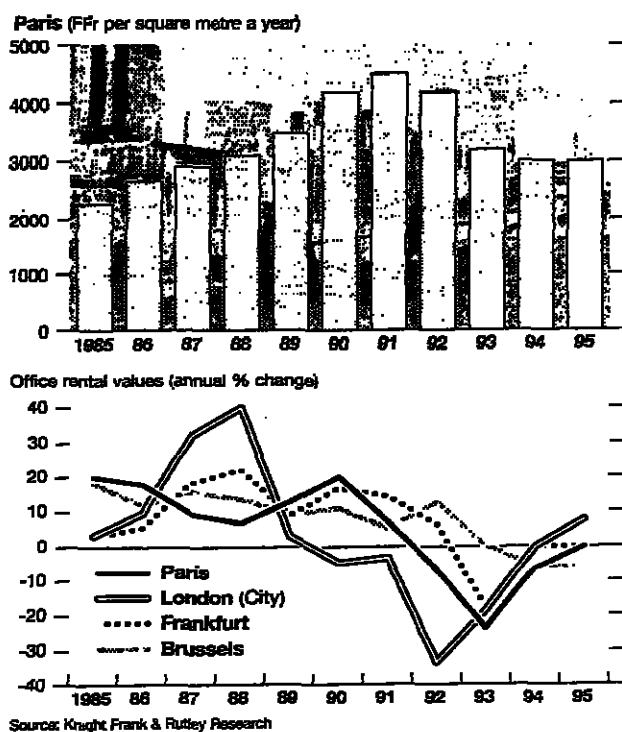 Paris (FFr per square metre a year)
5000
4000
3000
2000
1000
0
1985 86 87 88 89 90 91 92 93 94 95
Office rental values (annual % change)
40
30
20
10
0
-10
-20
-30
-40
Paris
London (City)
Frankfurt
Brussels
1985 86 87 88 89 90 91 92 93 94 95
Source: Knight Frank & Rutley Research